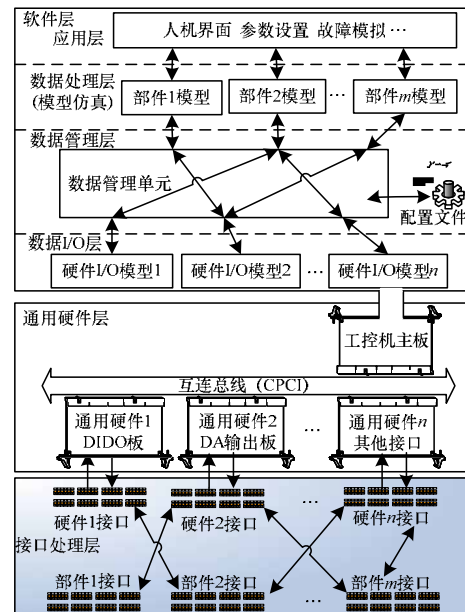 软件层
应用层
人机界面 参数设置 故障模拟…
数据处理层
(模型仿真)
部件1模型
部件2模型
…
部件m模型
数据管理层
数据管理单元
配置文件
数据I/O层
硬件I/O模型1
硬件I/O模型2
…
硬件I/O模型n
通用硬件层
工控机主板
互连总线（CPCI）
通用硬件1
DIDO板
通用硬件2
DA输出板
…
通用硬件n
其他接口
硬件1接口
硬件2接口
…
硬件n接口
接口处理层
部件1接口
部件2接口
…
部件m接口